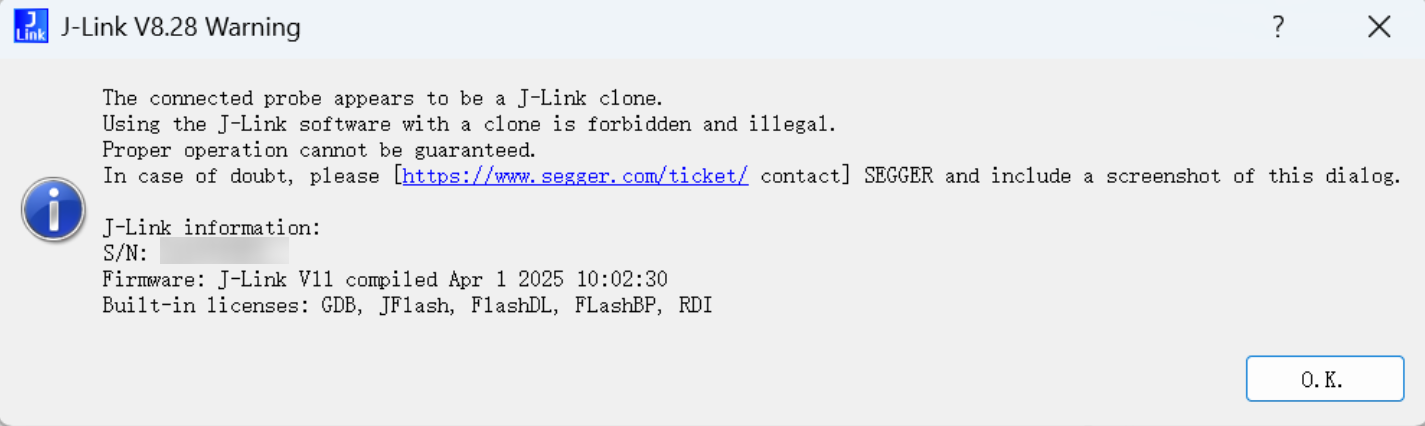 J
Link
J-Link V8.28 Warning
?
The connected probe appears to be a J-Link clone.
Using the J-Link software with a clone is forbidden and illegal.
Proper operation cannot be guaranteed.
In case of doubt, please [https://www.segger.com/ticket/ contact] SEGGER and include a screenshot of this dialog.
J-Link information:
S/N:
Firmware: J-Link V11 compiled Apr 1 2025 10:02:30
Built-in licenses: GDB, JFlash, FlashDL, FLashBP, RDI
O.K.